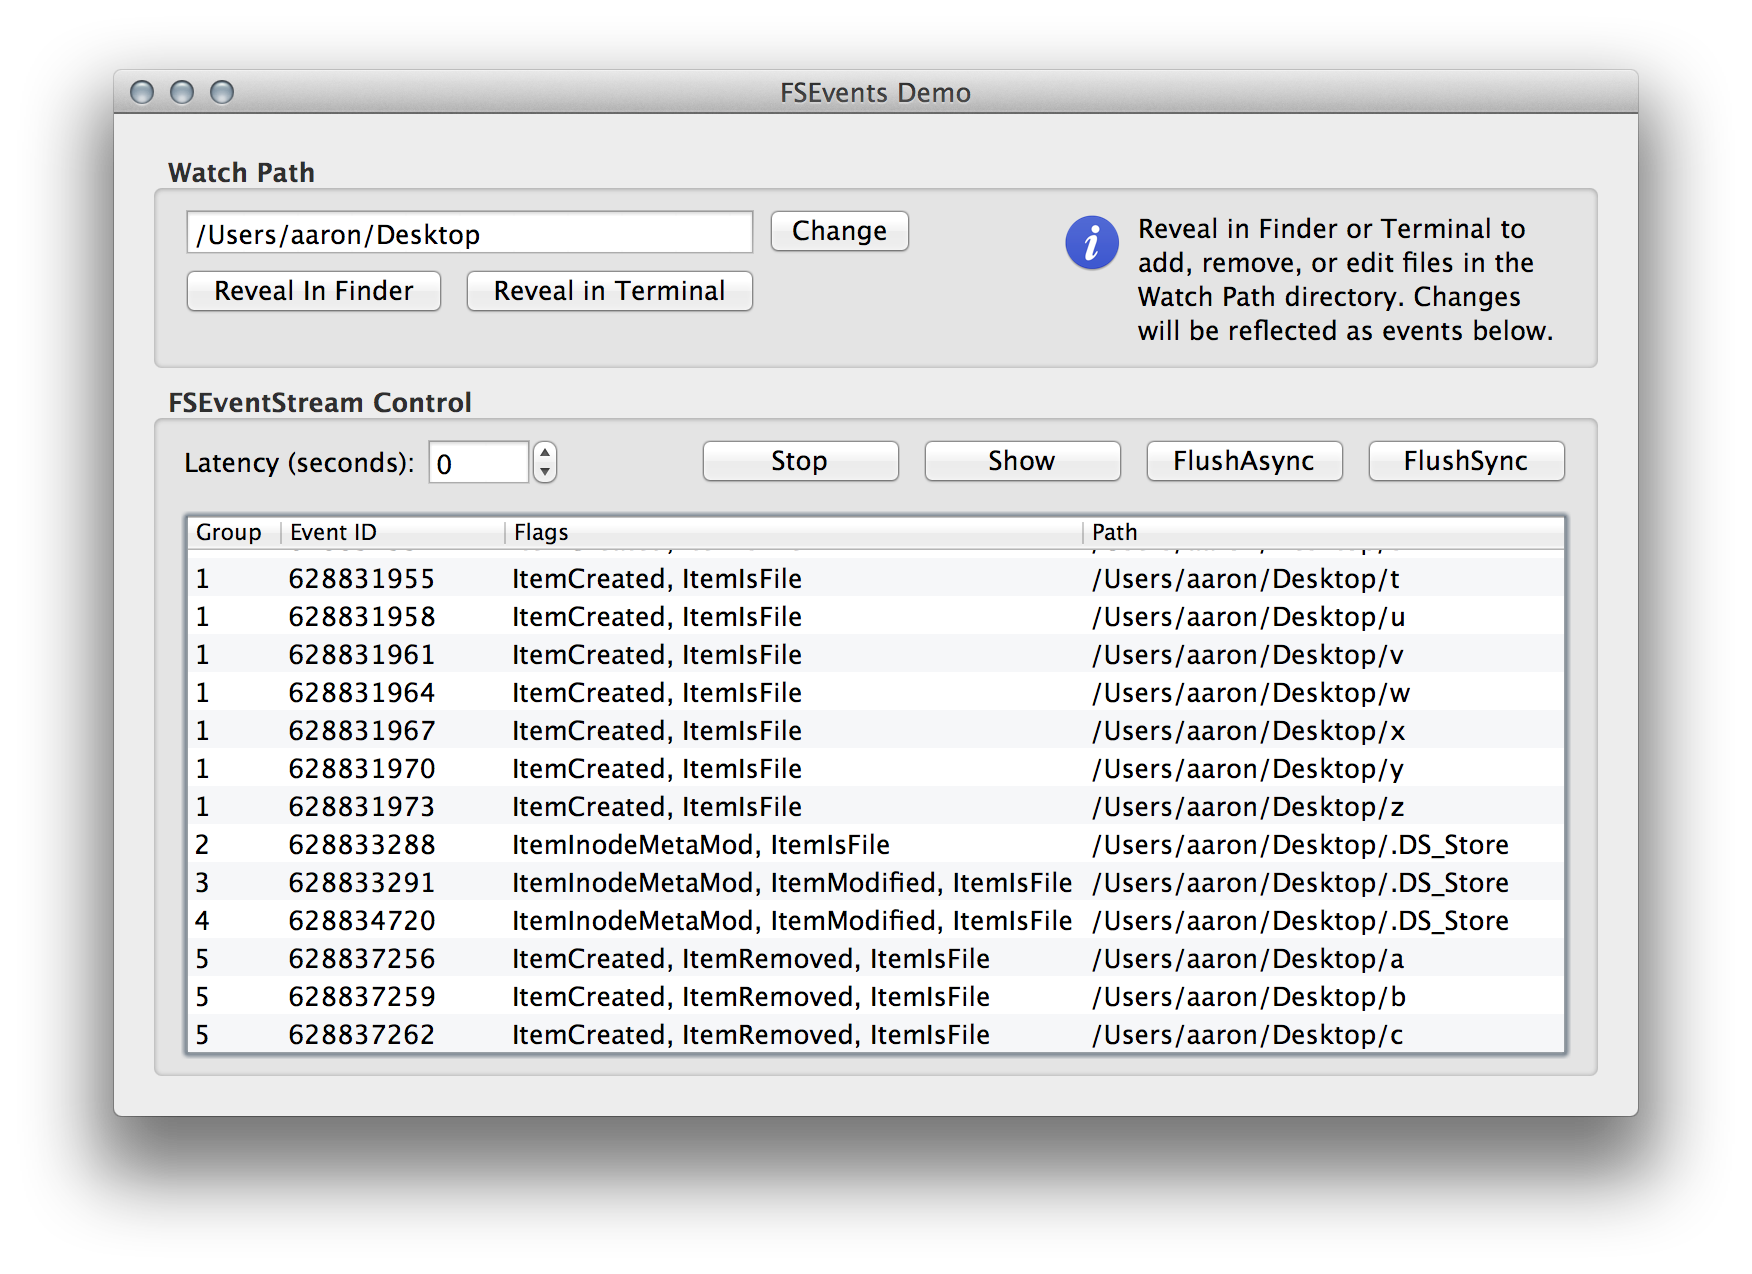 FSEvents Demo
Watch Path
/Users/aaron/Desktop
Change
Reveal In Finder
Reveal in Terminal
Reveal in Finder or Terminal to
add, remove, or edit files in the
Watch Path directory. Changes
will be reflected as events below.
FSEventStream Control
Latency (seconds): 0
Stop
Show
FlushAsync
FlushSync
Group Event ID Flags Path
1 628831955 ItemCreated, ItemIsFile /Users/aaron/Desktop/t
1 628831958 ItemCreated, ItemIsFile /Users/aaron/Desktop/u
1 628831961 ItemCreated, ItemIsFile /Users/aaron/Desktop/v
1 628831964 ItemCreated, ItemIsFile /Users/aaron/Desktop/w
1 628831967 ItemCreated, ItemIsFile /Users/aaron/Desktop/x
1 628831970 ItemCreated, ItemIsFile /Users/aaron/Desktop/y
1 628831973 ItemCreated, ItemIsFile /Users/aaron/Desktop/z
2 628833288 ItemInodeMetaMod, ItemIsFile /Users/aaron/Desktop/.DS_Store
3 628833291 ItemInodeMetaMod, ItemModified, ItemIsFile /Users/aaron/Desktop/.DS_Store
4 628834720 ItemInodeMetaMod, ItemModified, ItemIsFile /Users/aaron/Desktop/.DS_Store
5 628837256 ItemCreated, ItemRemoved, ItemIsFile /Users/aaron/Desktop/a
5 628837259 ItemCreated, ItemRemoved, ItemIsFile /Users/aaron/Desktop/b
5 628837262 ItemCreated, ItemRemoved, ItemIsFile /Users/aaron/Desktop/c